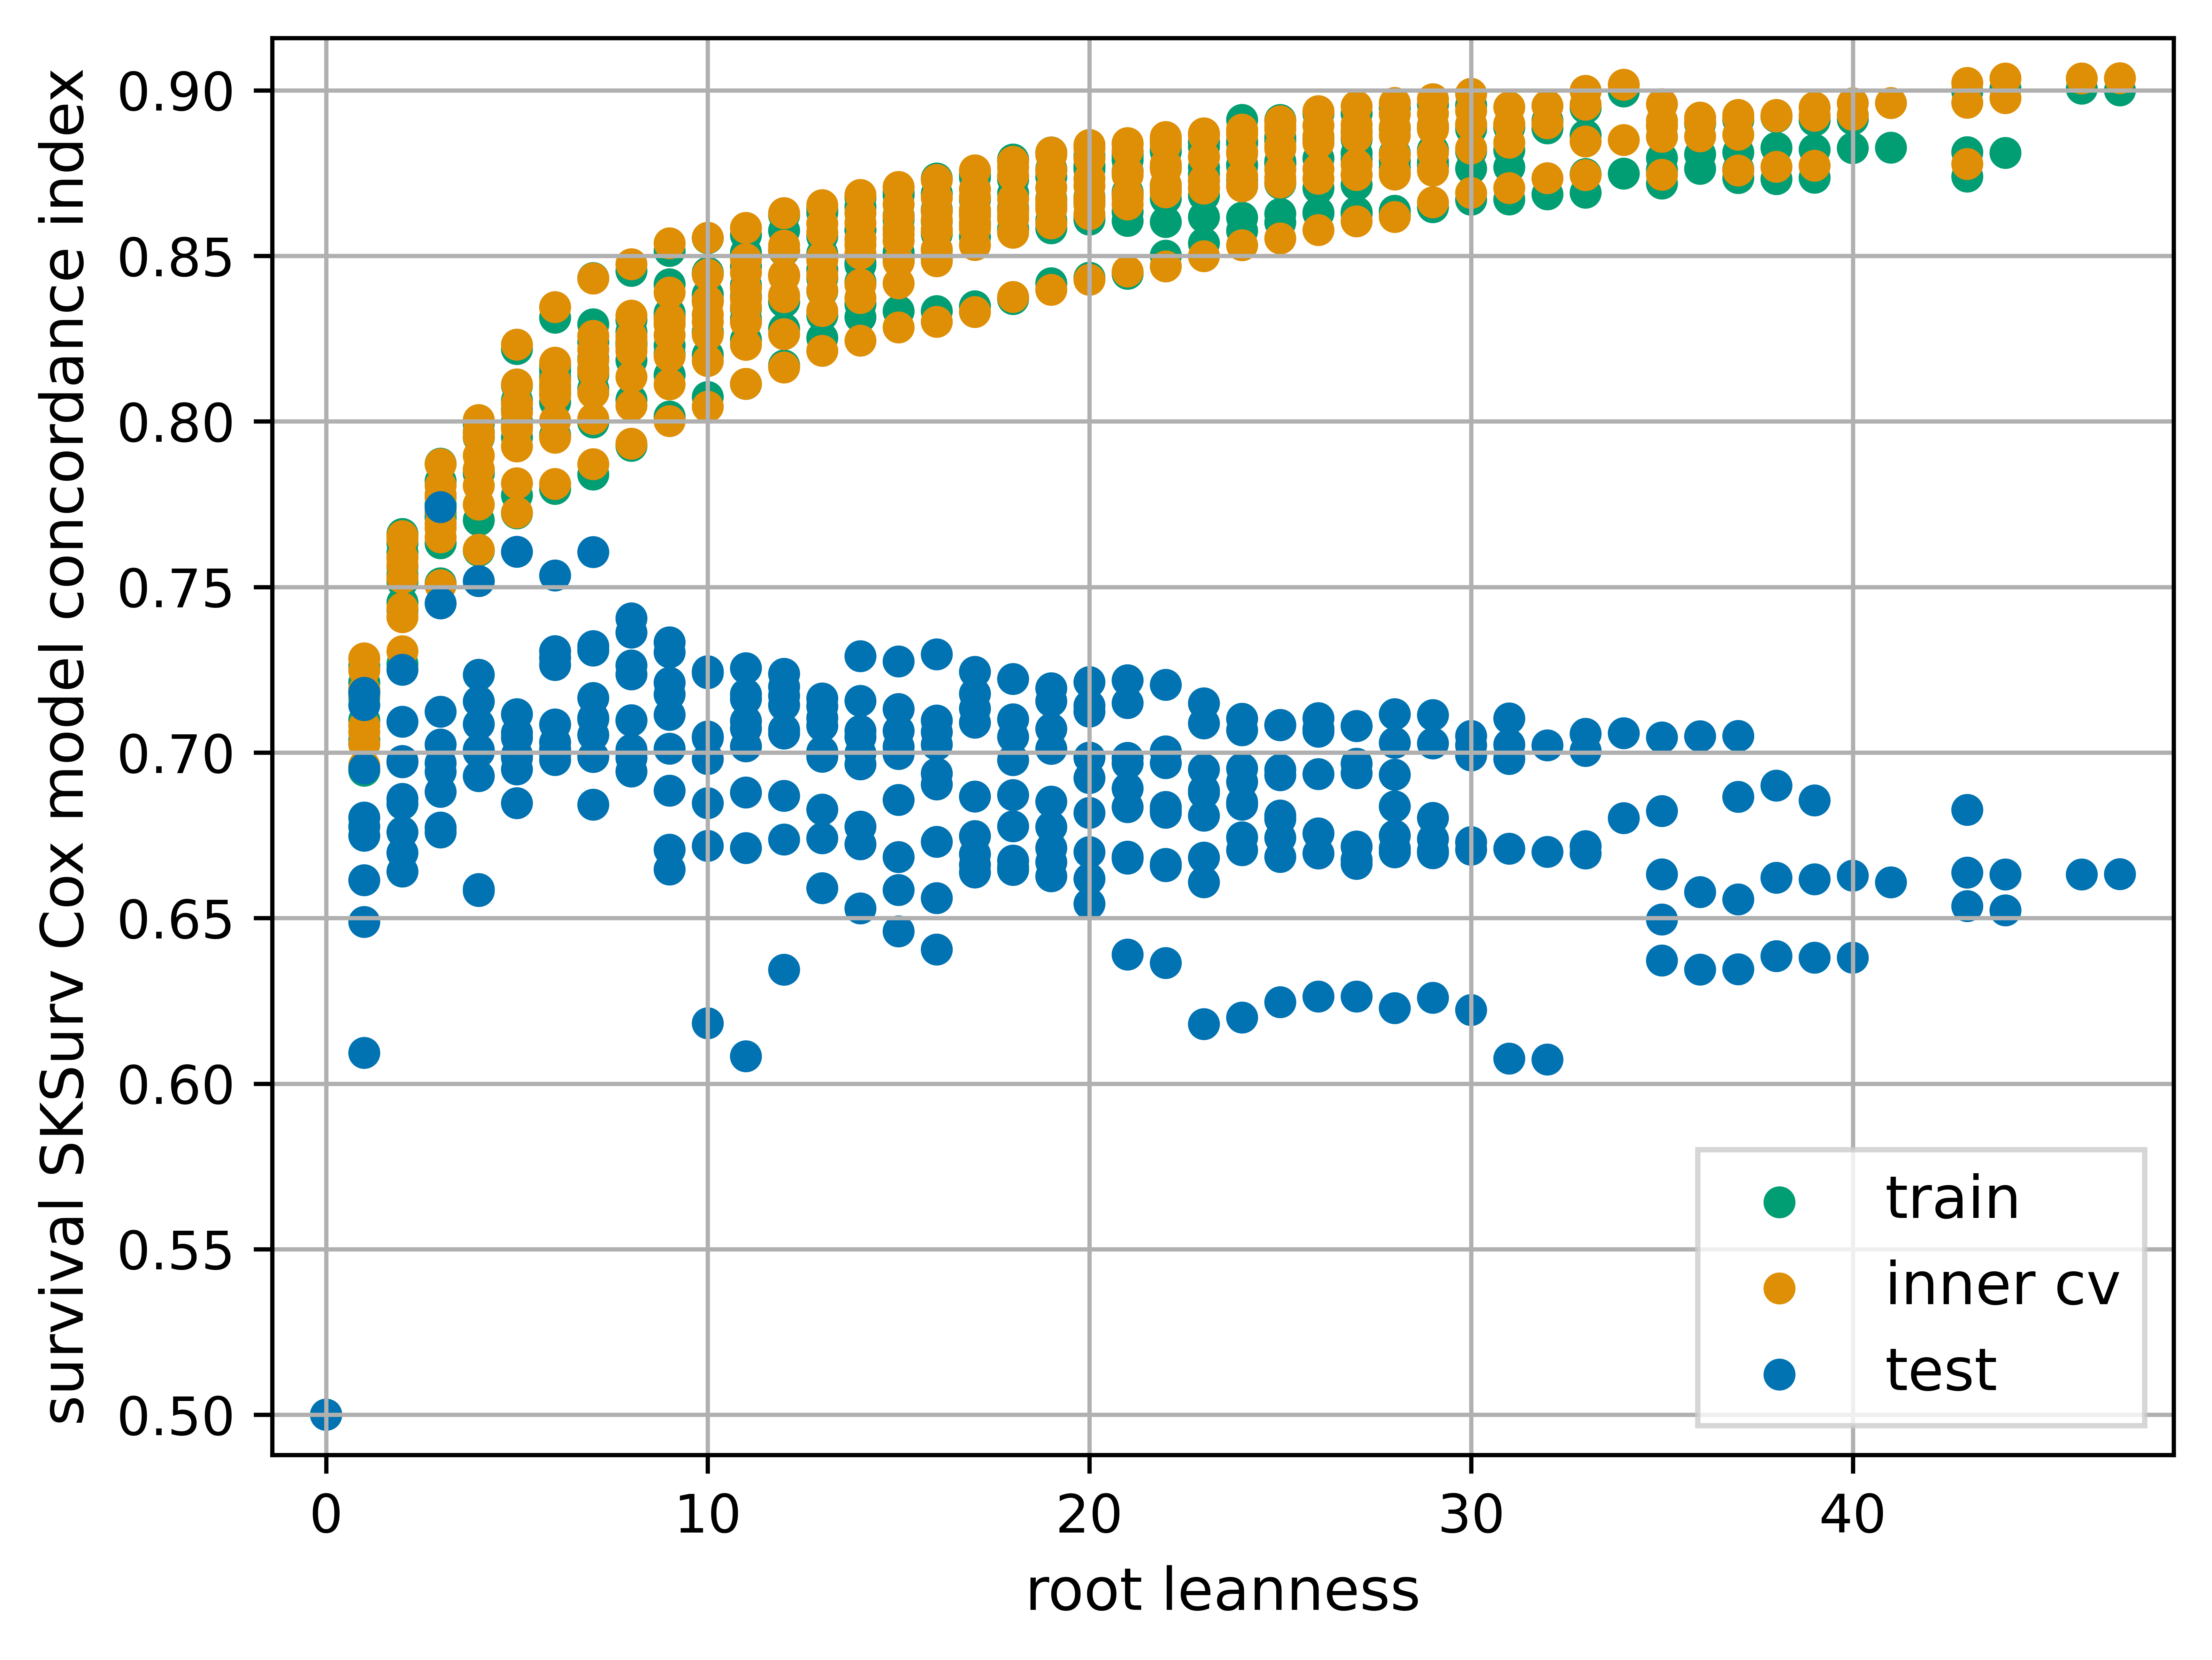 survival SKSurv Cox model concordance index
0.90
0.85
0.80
0.75
0.70
0.65
0.60
0.55
0.50
0 10 20 30 40
root leanness
train
inner cv
test